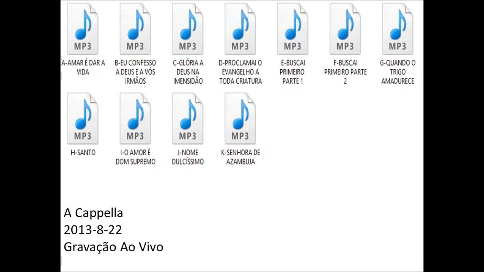 MP3 MP3 MP3 MP3 MP3 MP3 MP3
A-AMAR É DAR A VIDA
B-EU CONFESSO A DEUS E A VÓS IRMÃOS
C-GLÓRIA A DEUS NA IMENSIDÃO
D-PROCLAMAI O EVANGELHO A TODA CRIATURA
E-BUSCAI PRIMEIRO PARTE 1
F-BUSCAI PRIMEIRO PARTE 2
G-QUANDO O TRIGO AMADURECE
MP3 MP3 MP3 MP3
H-SANTO
I-O AMOR É DOM SUPREMO
J-NOME DULCÍSSIMO
K-SENHORA DE AZAMBUJA
A Cappella
2013-8-22
Gravação Ao Vivo